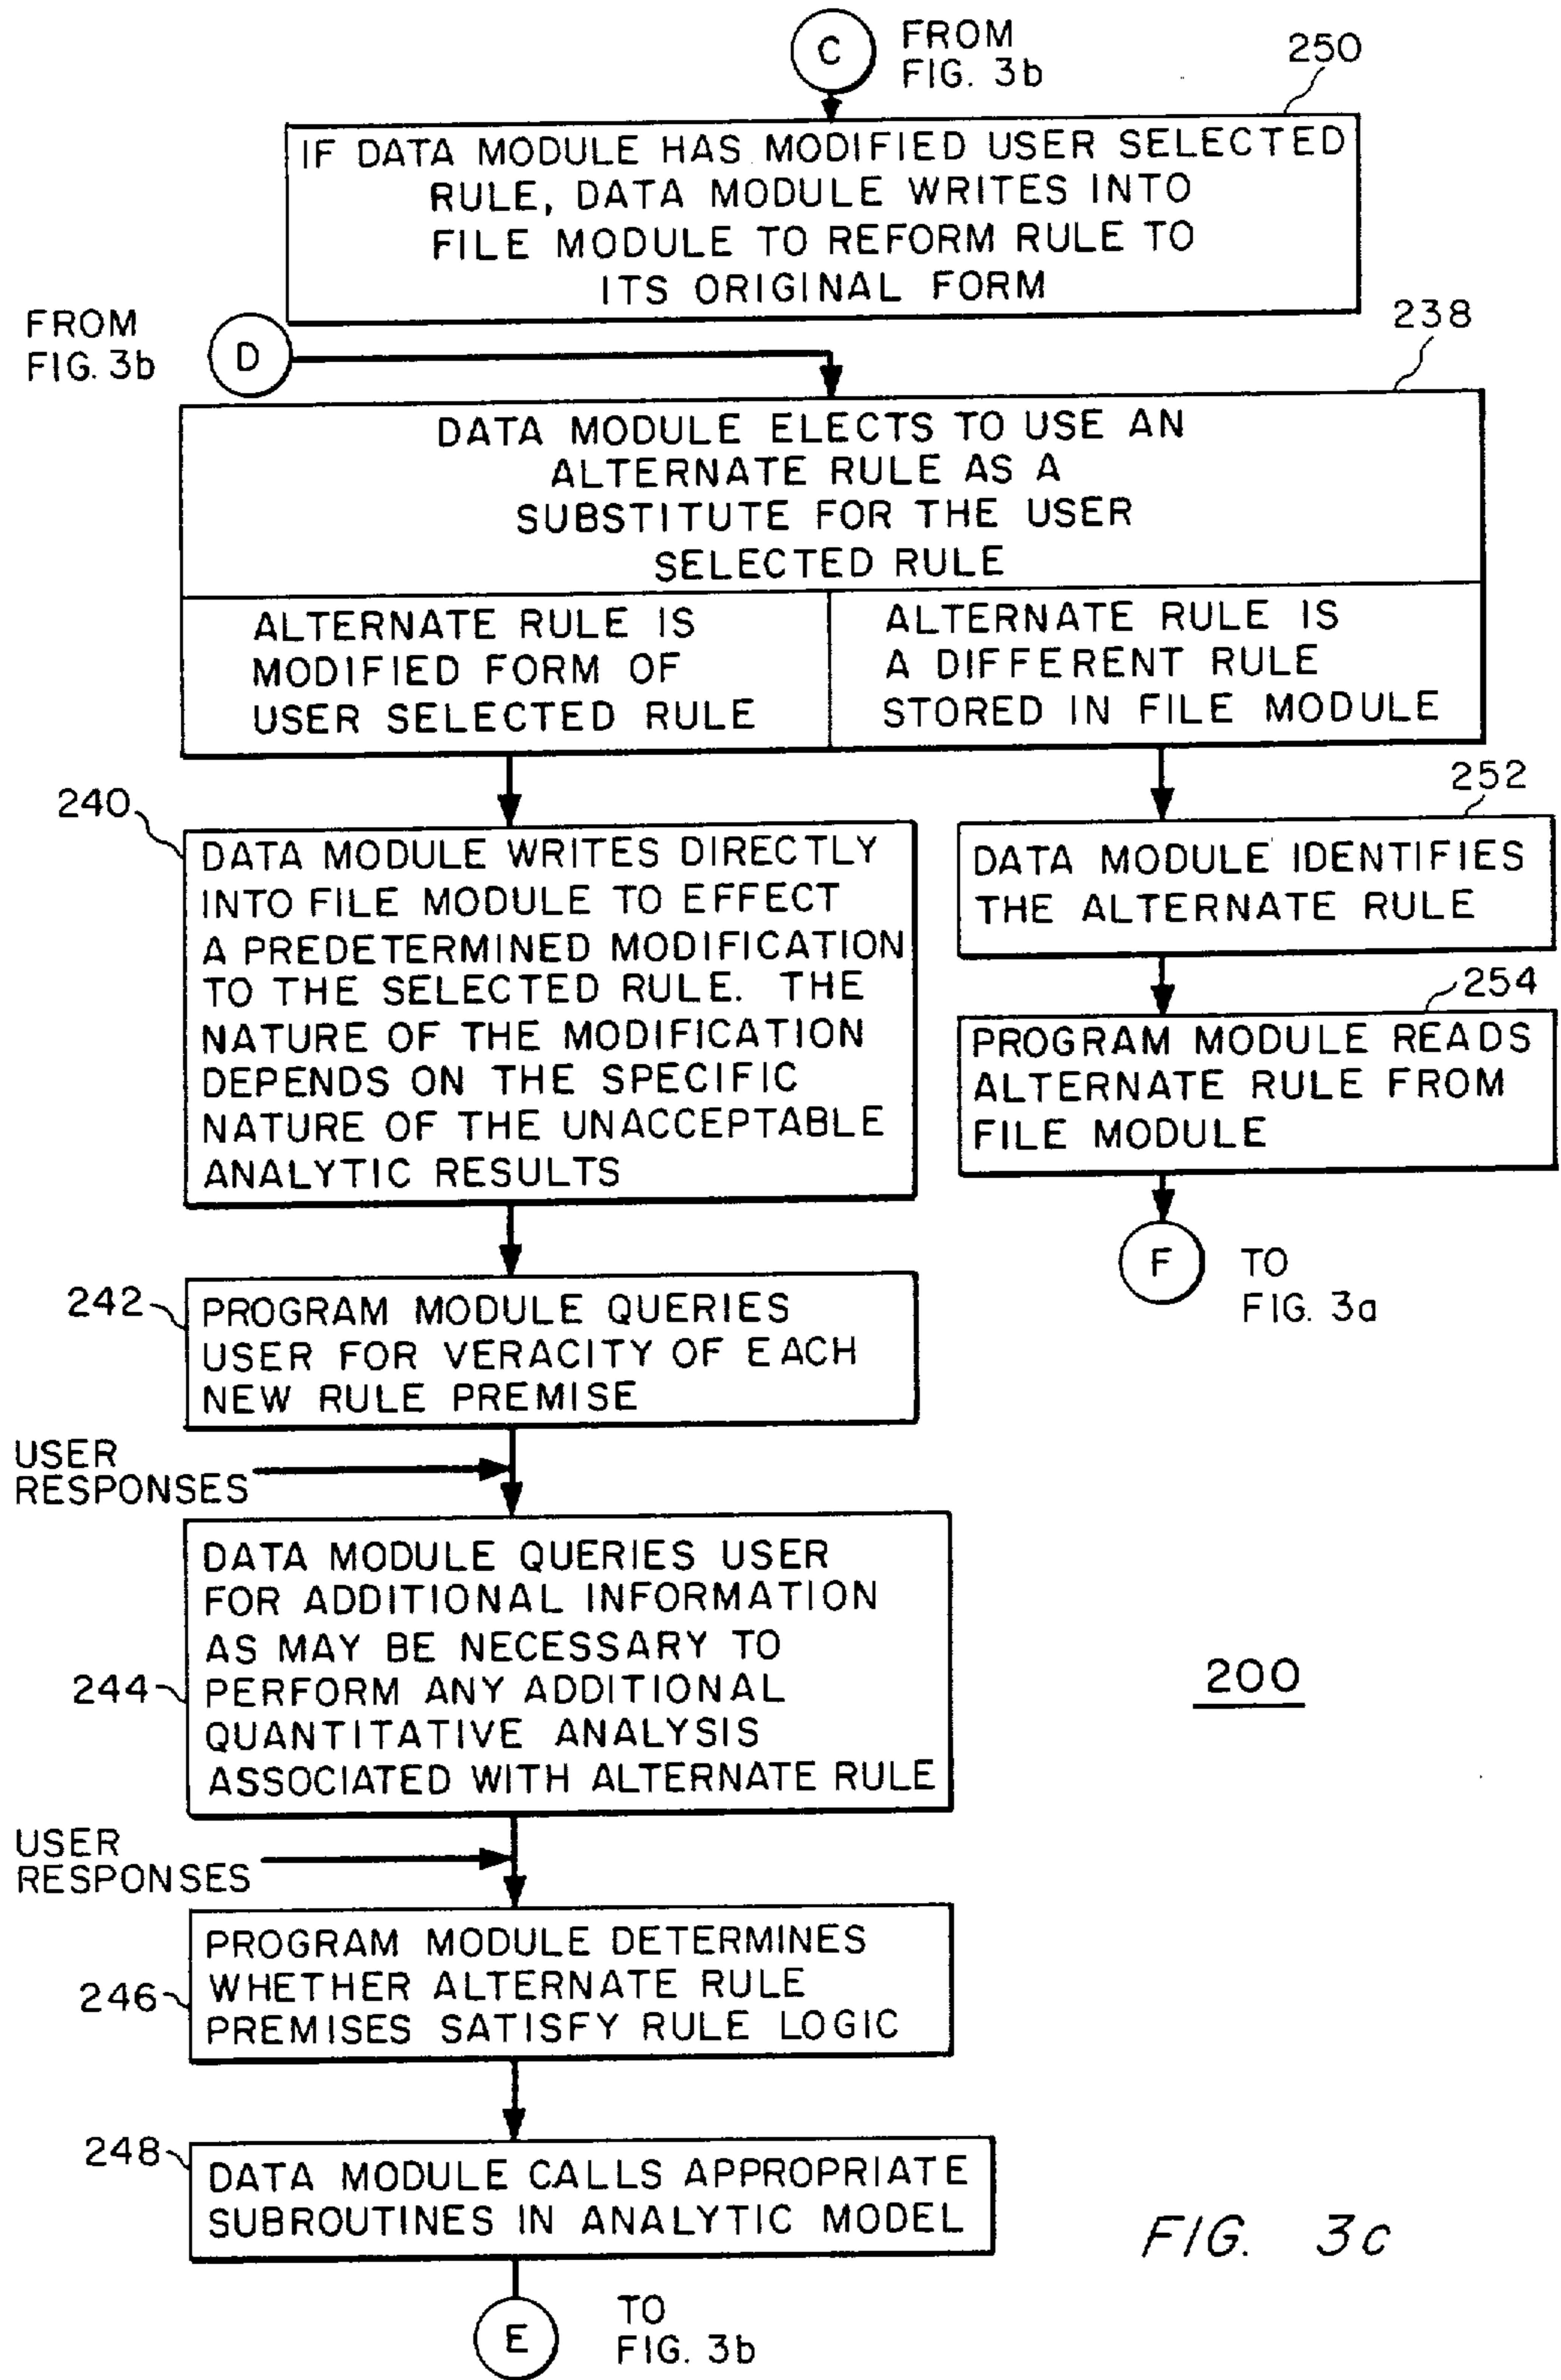 C
FROM
FIG. 3b
250
IF DATA MODULE HAS MODIFIED USER SELECTED
RULE, DATA MODULE WRITES INTO
FILE MODULE TO REFORM RULE TO
ITS ORIGINAL FORM
FROM
FIG. 3b
D
238
DATA MODULE ELECTS TO USE AN
ALTERNATE RULE AS A
SUBSTITUTE FOR THE USER
SELECTED RULE
ALTERNATE RULE IS
MODIFIED FORM OF
USER SELECTED RULE
ALTERNATE RULE IS
A DIFFERENT RULE
STORED IN FILE MODULE
240
DATA MODULE WRITES DIRECTLY
INTO FILE MODULE TO EFFECT
A PREDETERMINED MODIFICATION
TO THE SELECTED RULE. THE
NATURE OF THE MODIFICATION
DEPENDS ON THE SPECIFIC
NATURE OF THE UNACCEPTABLE
ANALYTIC RESULTS
252
DATA MODULE IDENTIFIES
THE ALTERNATE RULE
254
PROGRAM MODULE READS
ALTERNATE RULE FROM
FILE MODULE
F
TO
FIG. 3a
242
PROGRAM MODULE QUERIES
USER FOR VERACITY OF EACH
NEW RULE PREMISE
USER
RESPONSES
244
DATA MODULE QUERIES USER
FOR ADDITIONAL INFORMATION
AS MAY BE NECESSARY TO
PERFORM ANY ADDITIONAL
QUANTITATIVE ANALYSIS
ASSOCIATED WITH ALTERNATE RULE
200
USER
RESPONSES
246
PROGRAM MODULE DETERMINES
WHETHER ALTERNATE RULE
PREMISES SATISFY RULE LOGIC
248
DATA MODULE CALLS APPROPRIATE
SUBROUTINES IN ANALYTIC MODEL
E
TO
FIG. 3b
FIG. 3c